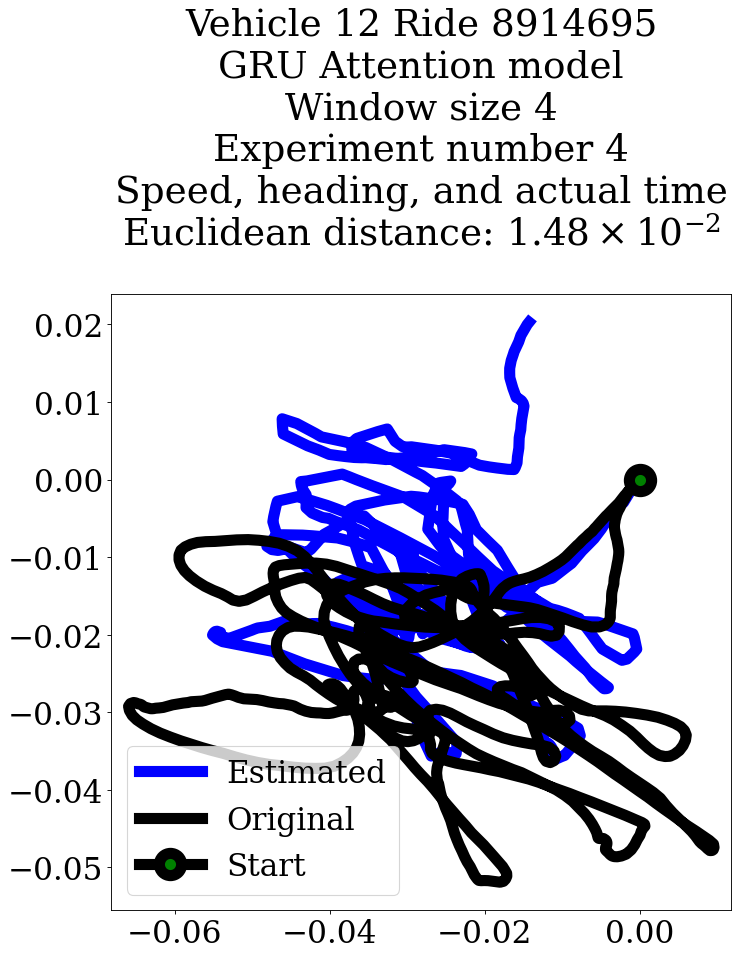 Vehicle 12 Ride 8914695
GRU Attention model
Window size 4
Experiment number 4
Speed, heading, and actual time
Euclidean distance: 1.48 × 10⁻²
0.02
0.01
0.00
−0.01
−0.02
−0.03
−0.04
−0.05
Estimated
Original
Start
−0.06
−0.04
−0.02
0.00